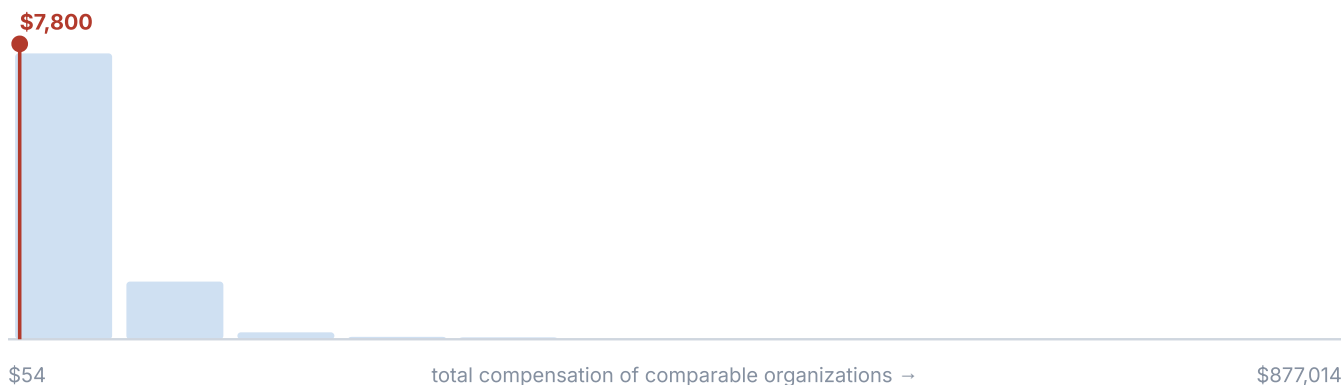 $7,800
$54 total compensation of comparable organizations → $877,014